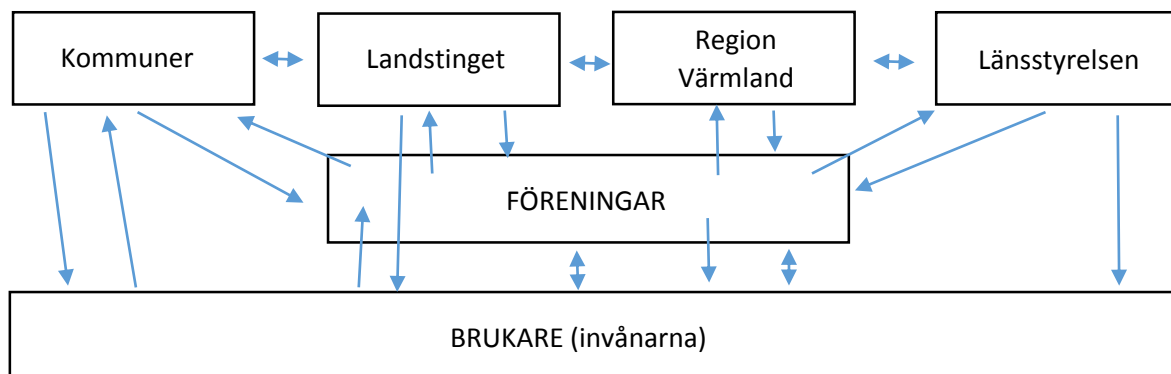 Kommuner
Landstinget
Region
Värmland
Länsstyrelsen
FÖRENINGAR
BRUKARE (invånarna)